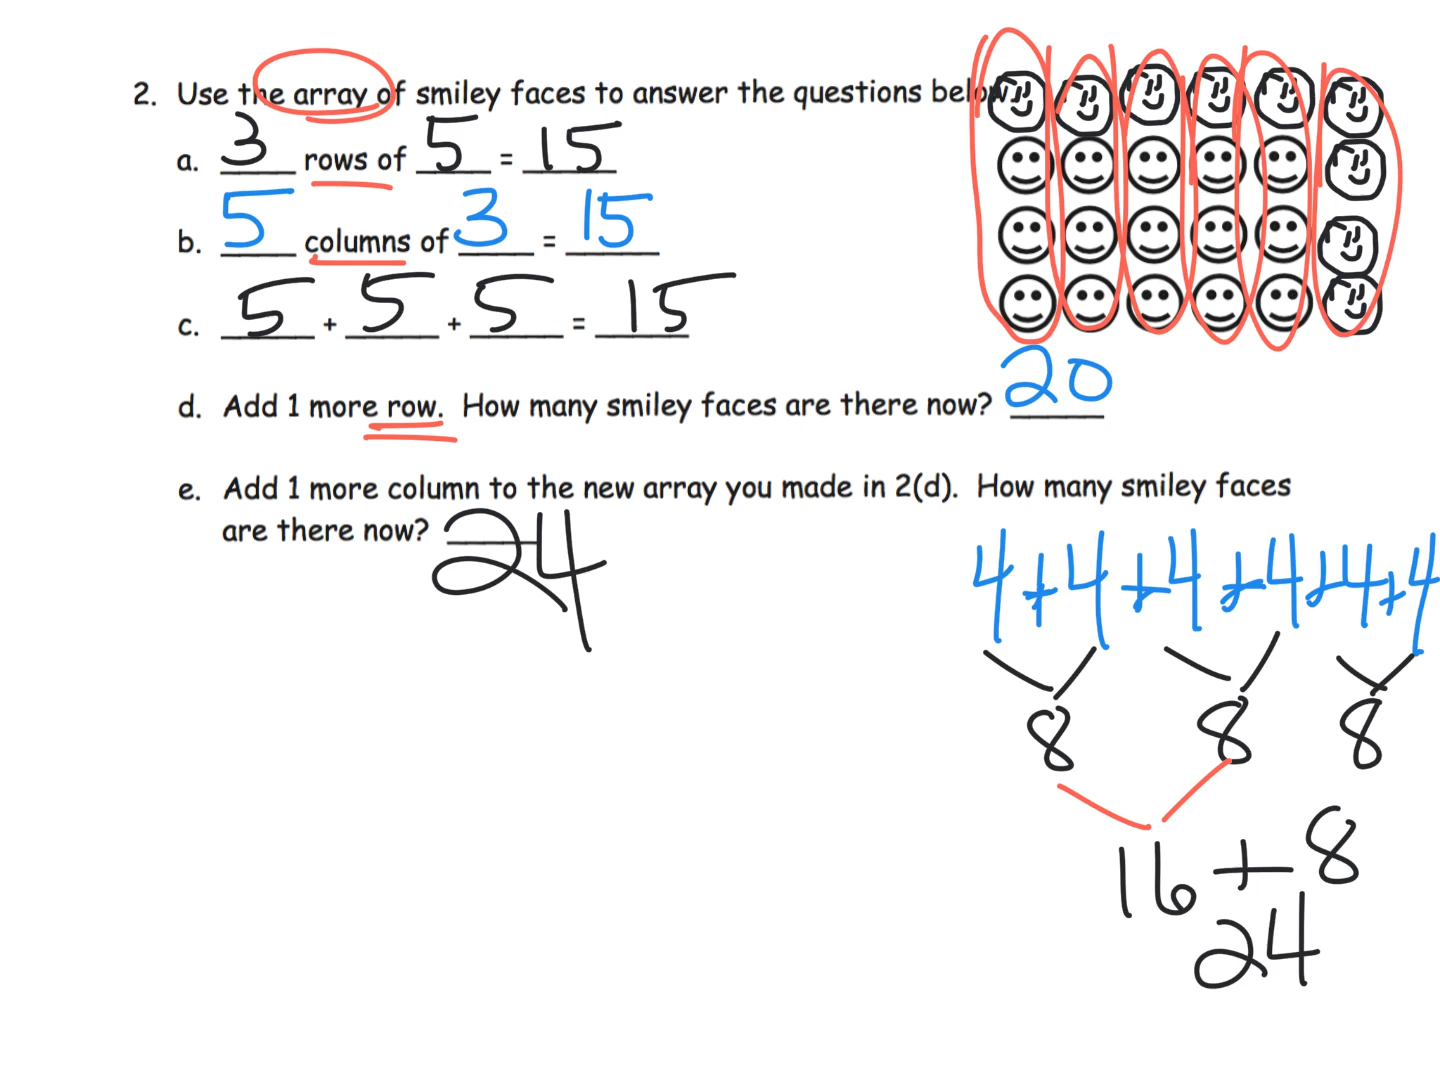 2. Use the array of smiley faces to answer the questions below
a. 3 rows of 5 = 15
b. 5 columns of 3 = 15
c. 5 + 5 + 5 = 15
20
d. Add 1 more row. How many smiley faces are there now?
e. Add 1 more column to the new array you made in 2(d). How many smiley faces
are there now? 24
4+4+4+4+4+4
8 8 8
16+8
24